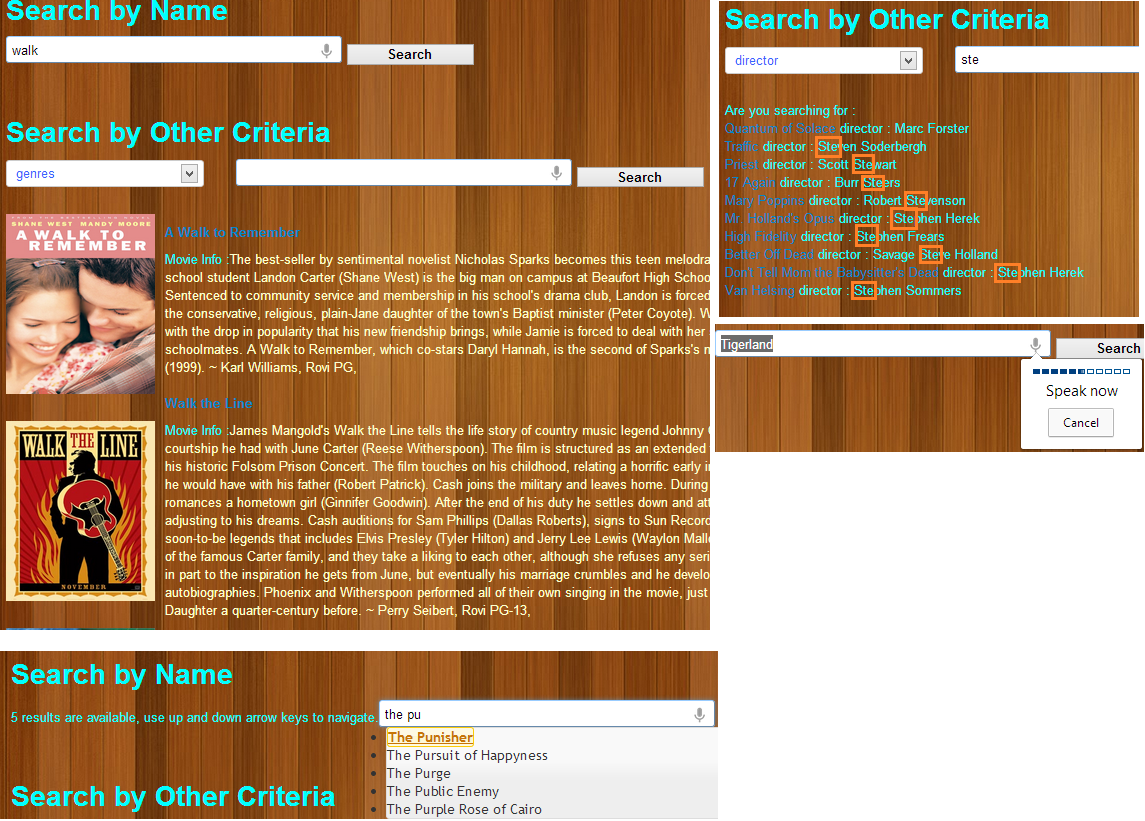 Search by Name
walk
Search
Search by Other Criteria
genres
Search
FROM THE BESTSELLING NOVEL
SHANE WEST MANDY MOORE
A WALK TO
REMEMBER
A Walk to Remember
Movie Info :The best-seller by sentimental novelist Nicholas Sparks becomes this teen melodra
school student Landon Carter (Shane West) is the big man on campus at Beaufort High Schoo
Sentenced to community service and membership in his school's drama club, Landon is forced
the conservative, religious, plain-Jane daughter of the town's Baptist minister (Peter Coyote). W
with the drop in popularity that his new friendship brings, while Jamie is forced to deal with her
schoolmates. A Walk to Remember, which co-stars Daryl Hannah, is the second of Sparks's n
(1999). ~ Karl Williams, Rovi PG,
WALK THE LINE
NOVEMBER
Walk the Line
Movie Info :James Mangold's Walk the Line tells the life story of country music legend Johnny C
courtship he had with June Carter (Reese Witherspoon). The film is structured as an extended
his historic Folsom Prison Concert. The film touches on his childhood, relating a horrific early i
he would have with his father (Robert Patrick). Cash joins the military and leaves home. During
romances a hometown girl (Ginnifer Goodwin). After the end of his duty he settles down and att
adjusting to his dreams. Cash auditions for Sam Phillips (Dallas Roberts), signs to Sun Recor
soon-to-be legends that includes Elvis Presley (Tyler Hilton) and Jerry Lee Lewis (Waylon Mall
of the famous Carter family, and they take a liking to each other, although she refuses any seri
in part to the inspiration he gets from June, but eventually his marriage crumbles and he develo
autobiographies. Phoenix and Witherspoon performed all of their own singing in the movie, just
Daughter a quarter-century before. ~ Perry Seibert, Rovi PG-13,
Search by Other Criteria
director
ste
Are you searching for :
Quantum of Solace director : Marc Forster
Traffic director : Steven Soderbergh
Priest director : Scott Stewart
17 Again director : Burr Steers
Mary Poppins director : Robert Stevenson
Mr. Holland's Opus director : Stephen Herek
High Fidelity director : Stephen Frears
Better Off Dead director : Savage Steve Holland
Don't Tell Mom the Babysitter's Dead director : Stephen Herek
Van Helsing director : Stephen Sommers
Tigerland
Search
Speak now
Cancel
Search by Name
5 results are available, use up and down arrow keys to navigate.
the pu
The Punisher
The Pursuit of Happyness
The Purge
The Public Enemy
The Purple Rose of Cairo
Search by Other Criteria